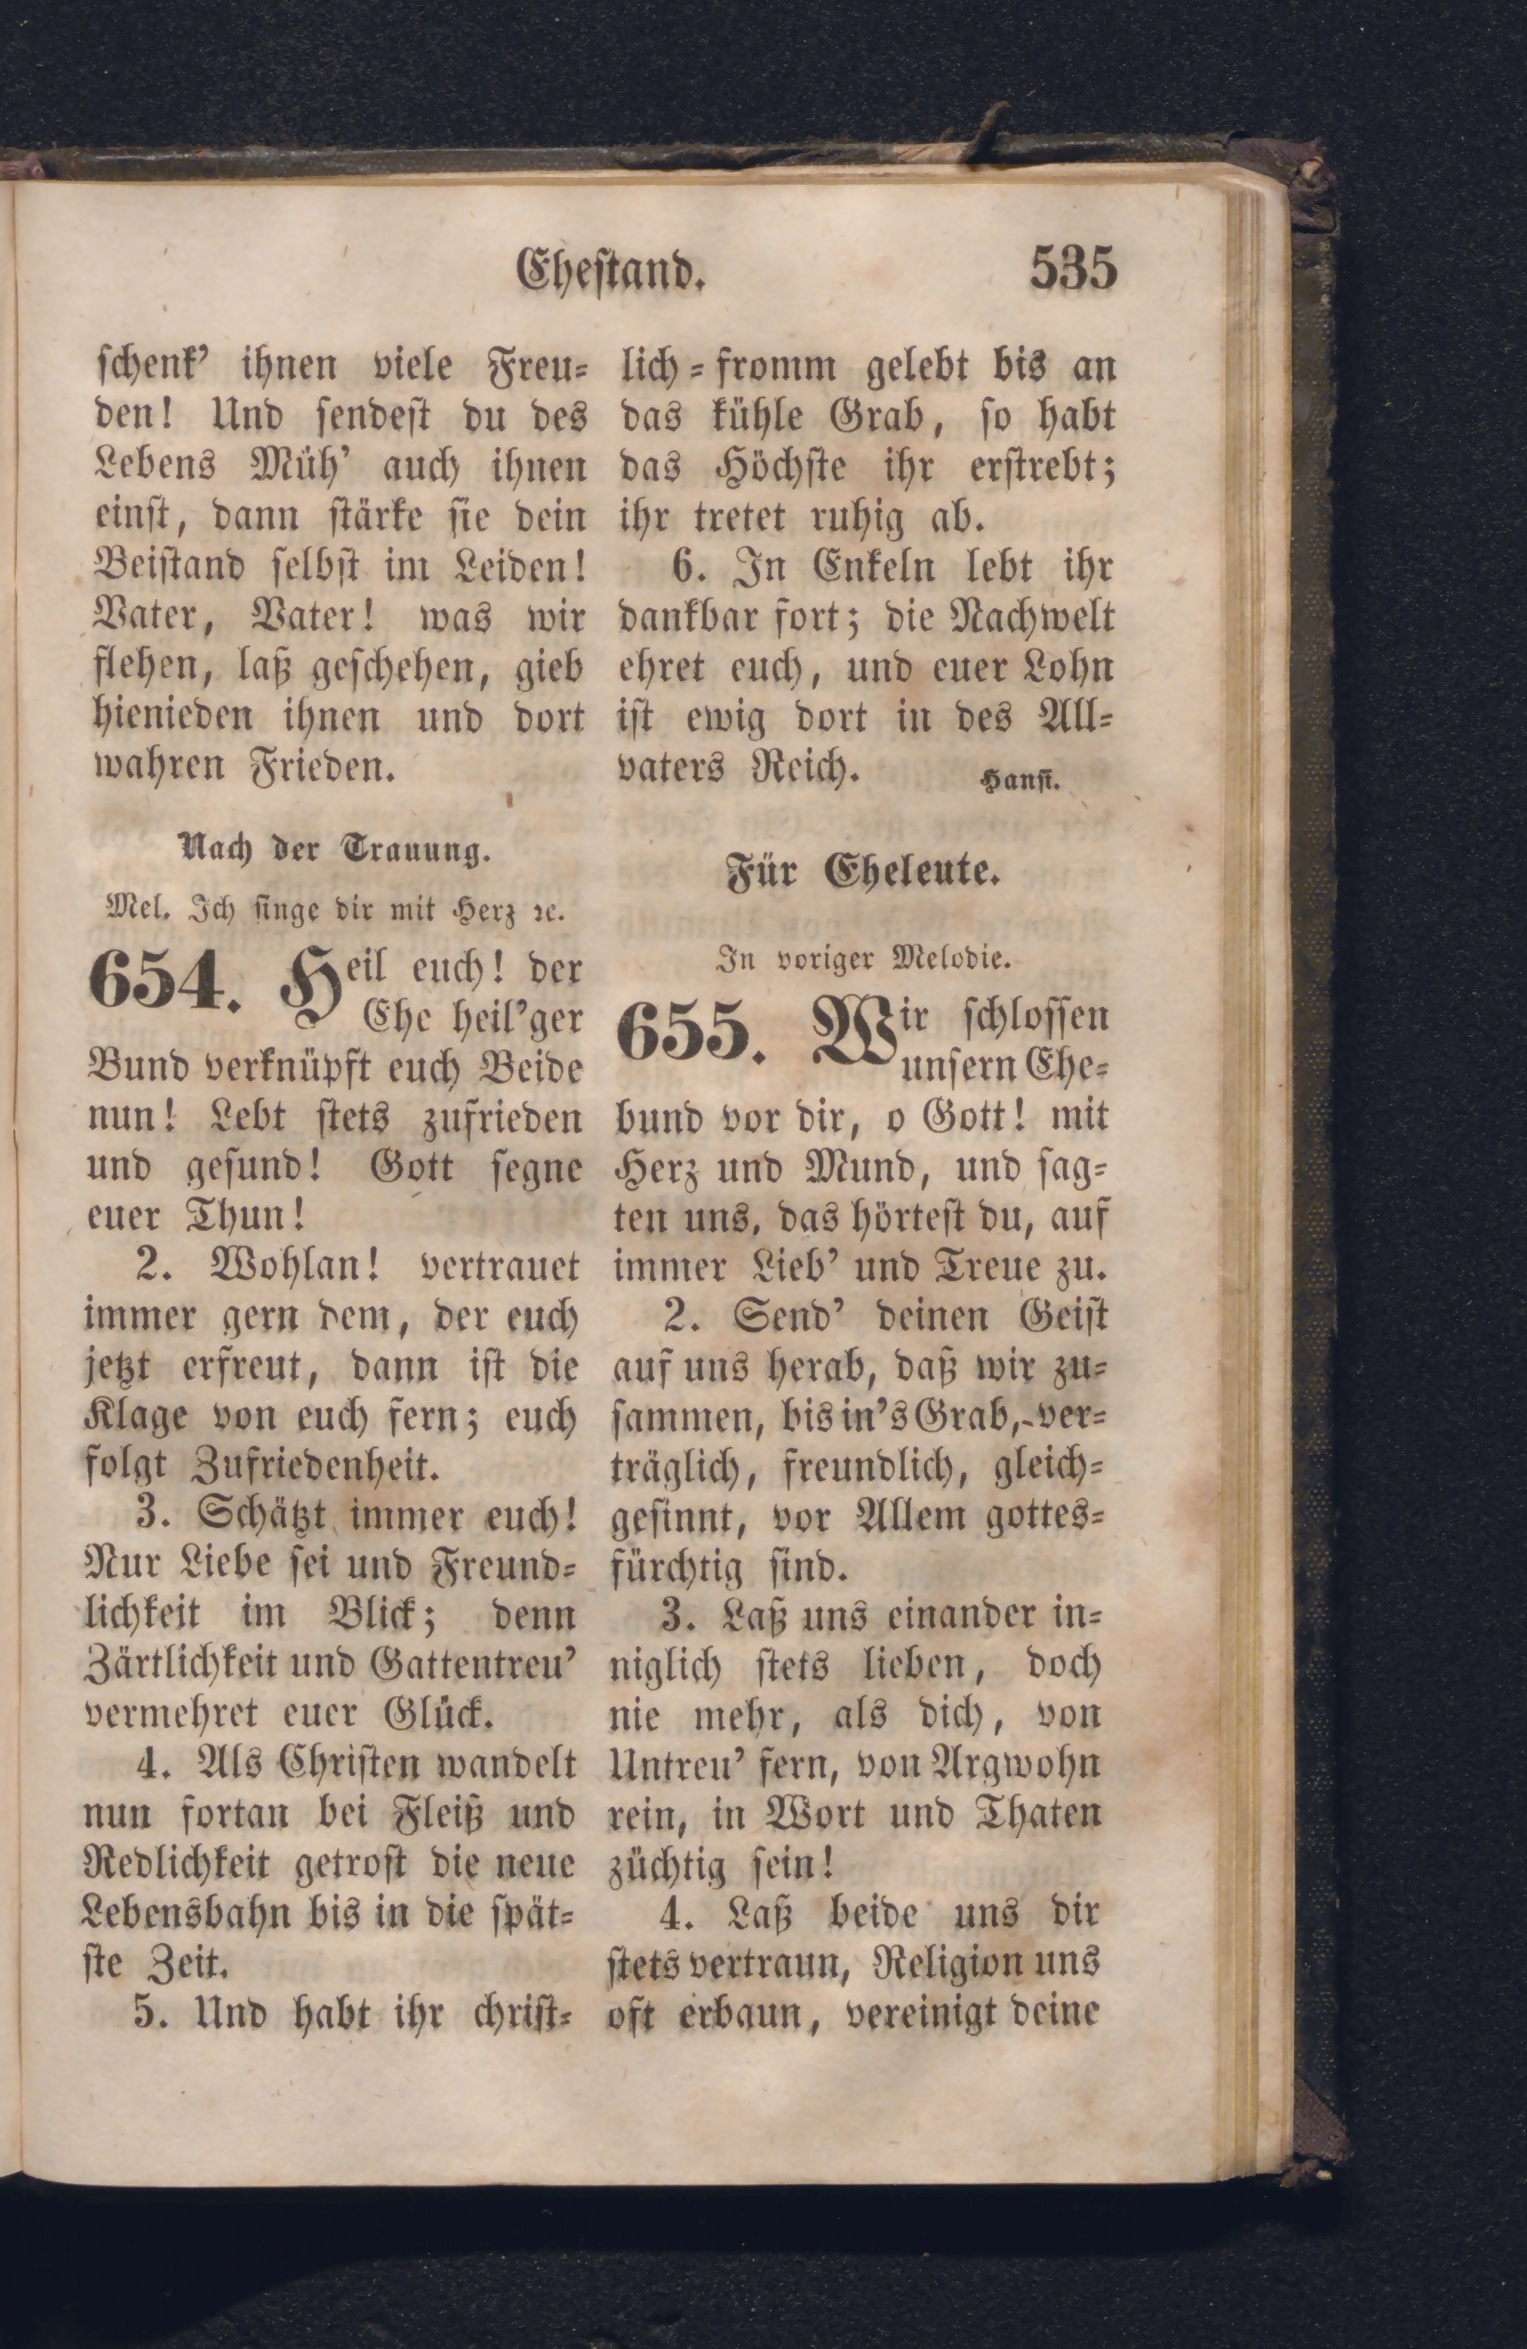 Eheſtand.
535
ſchenk’ ihnen viele Freu⸗
den! Und ſendeſt du des
Lebens Müh’ auch ihnen
einſt, dann ſtärke ſie dein
Beiſtand ſelbſt im Leiden!
Vater, Vater! was wir
flehen, laß geſchehen, gieb
hienieden ihnen und dort
wahren Frieden.
Nach der Trauung.
Mel. Ich ſinge dir mit Herz ꝛc.
654. Heil euch! der
Ehe heil’ger
Bund verknüpft euch Beide
nun! Lebt ſtets zufrieden
und geſund! Gott ſegne
euer Thun!
2. Wohlan! vertrauet
immer gern dem, der euch
jetzt erfreut, dann iſt die
Klage von euch fern; euch
folgt Zufriedenheit.
3. Schätzt immer euch!
Nur Liebe ſei und Freund⸗
lichkeit im Blick; denn
Zärtlichkeit und Gattentreu’
vermehret euer Glück.
4. Als Chriſten wandelt
nun fortan bei Fleiß und
Redlichkeit getroſt die neue
Lebensbahn bis in die ſpät⸗
ſte Zeit.
5. Und habt ihr chriſt⸗
lich⸗fromm gelebt bis an
das kühle Grab, ſo habt
das Höchſte ihr erſtrebt;
ihr tretet ruhig ab.
6. In Enkeln lebt ihr
dankbar fort; die Nachwelt
ehret euch, und euer Lohn
iſt ewig dort in des All⸗
vaters Reich.
Hanſt.
Für Eheleute.
In voriger Melodie.
655. Wir ſchloſſen
unſern Ehe⸗
bund vor dir, o Gott! mit
Herz und Mund, und ſag⸗
ten uns, das hörteſt du, auf
immer Lieb’ und Treue zu.
2. Send’ deinen Geiſt
auf uns herab, daß wir zu⸗
ſammen, bis in’s Grab, ver⸗
träglich, freundlich, gleich⸗
geſinnt, vor Allem gottes⸗
fürchtig ſind.
3. Laß uns einander in⸗
niglich ſtets lieben, doch
nie mehr, als dich, von
Untreu’ fern, von Argwohn
rein, in Wort und Thaten
züchtig ſein!
4. Laß beide uns dir
ſtets vertraun, Religion uns
oft erbaun, vereinigt deine